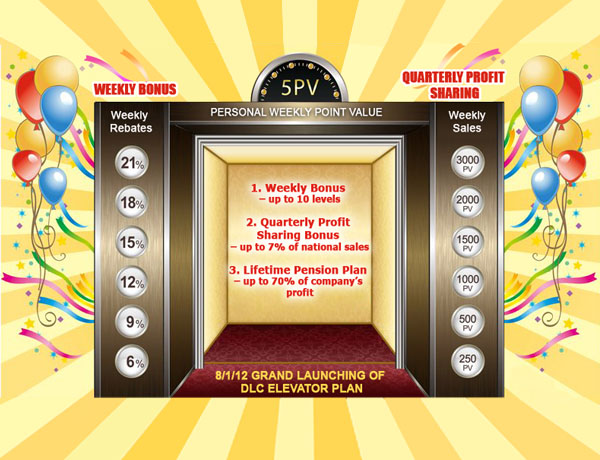 5PV
WEEKLY BONUS
QUARTERLY PROFIT
SHARING
PERSONAL WEEKLY POINT VALUE
Weekly
Rebates
21%
18%
15%
12%
9%
6%
1. Weekly Bonus
– up to 10 levels
2. Quarterly Profit
Sharing Bonus
– up to 7% of national sales
3. Lifetime Pension Plan
– up to 70% of company's
profit
8/1/12 GRAND LAUNCHING OF
DLC ELEVATOR PLAN
Weekly
Sales
3000
PV
2000
PV
1500
PV
1000
PV
500
PV
250
PV